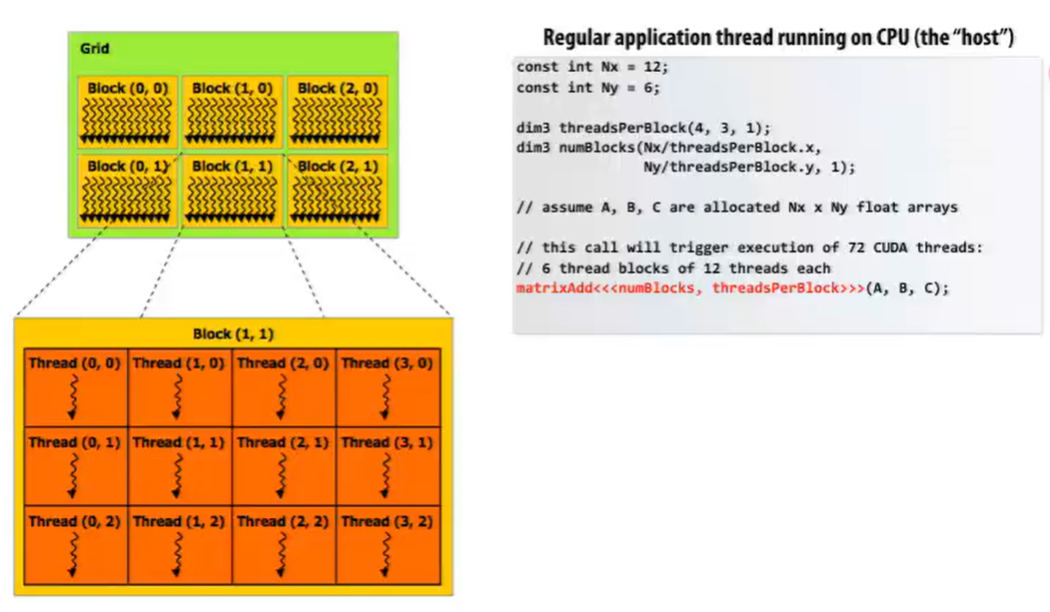 Grid
Block (0, 0) Block (1, 0) Block (2, 0)
Block (0, 1) Block (1, 1) Block (2, 1)
Block (1, 1)
Thread (0, 0) Thread (1, 0) Thread (2, 0) Thread (3, 0)
Thread (0, 1) Thread (1, 1) Thread (2, 1) Thread (3, 1)
Thread (0, 2) Thread (1, 2) Thread (2, 2) Thread (3, 2)
Regular application thread running on CPU (the “host”)
const int Nx = 12;
const int Ny = 6;
dim3 threadsPerBlock(4, 3, 1);
dim3 numBlocks(Nx/threadsPerBlock.x,
Ny/threadsPerBlock.y, 1);
// assume A, B, C are allocated Nx x Ny float arrays
// this call will trigger execution of 72 CUDA threads:
// 6 thread blocks of 12 threads each
matrixAdd<<<numBlocks, threadsPerBlock>>>(A, B, C);